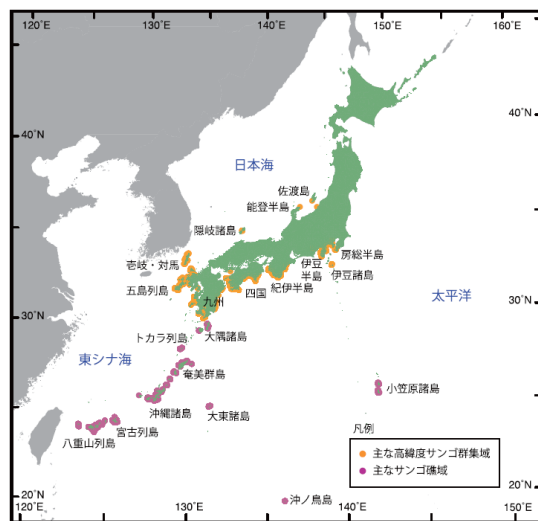 120°E
130°E
140°E
150°E
160°E
40°N
40°N
日本海
佐渡島
能登半島
隠岐諸島
壱岐・対馬
五島列島
九州
四国
紀伊半島
伊豆
半島
房総半島
伊豆諸島
太平洋
30°N
30°N
トカラ列島
大隅諸島
東シナ海
奄美群島
沖縄諸島
大東諸島
小笠原諸島
八重山列島
宮古列島
凡例
主な高緯度サンゴ群集域
主なサンゴ礁域
沖ノ鳥島
20°N
20°N
120°E
130°E
140°E
150°E